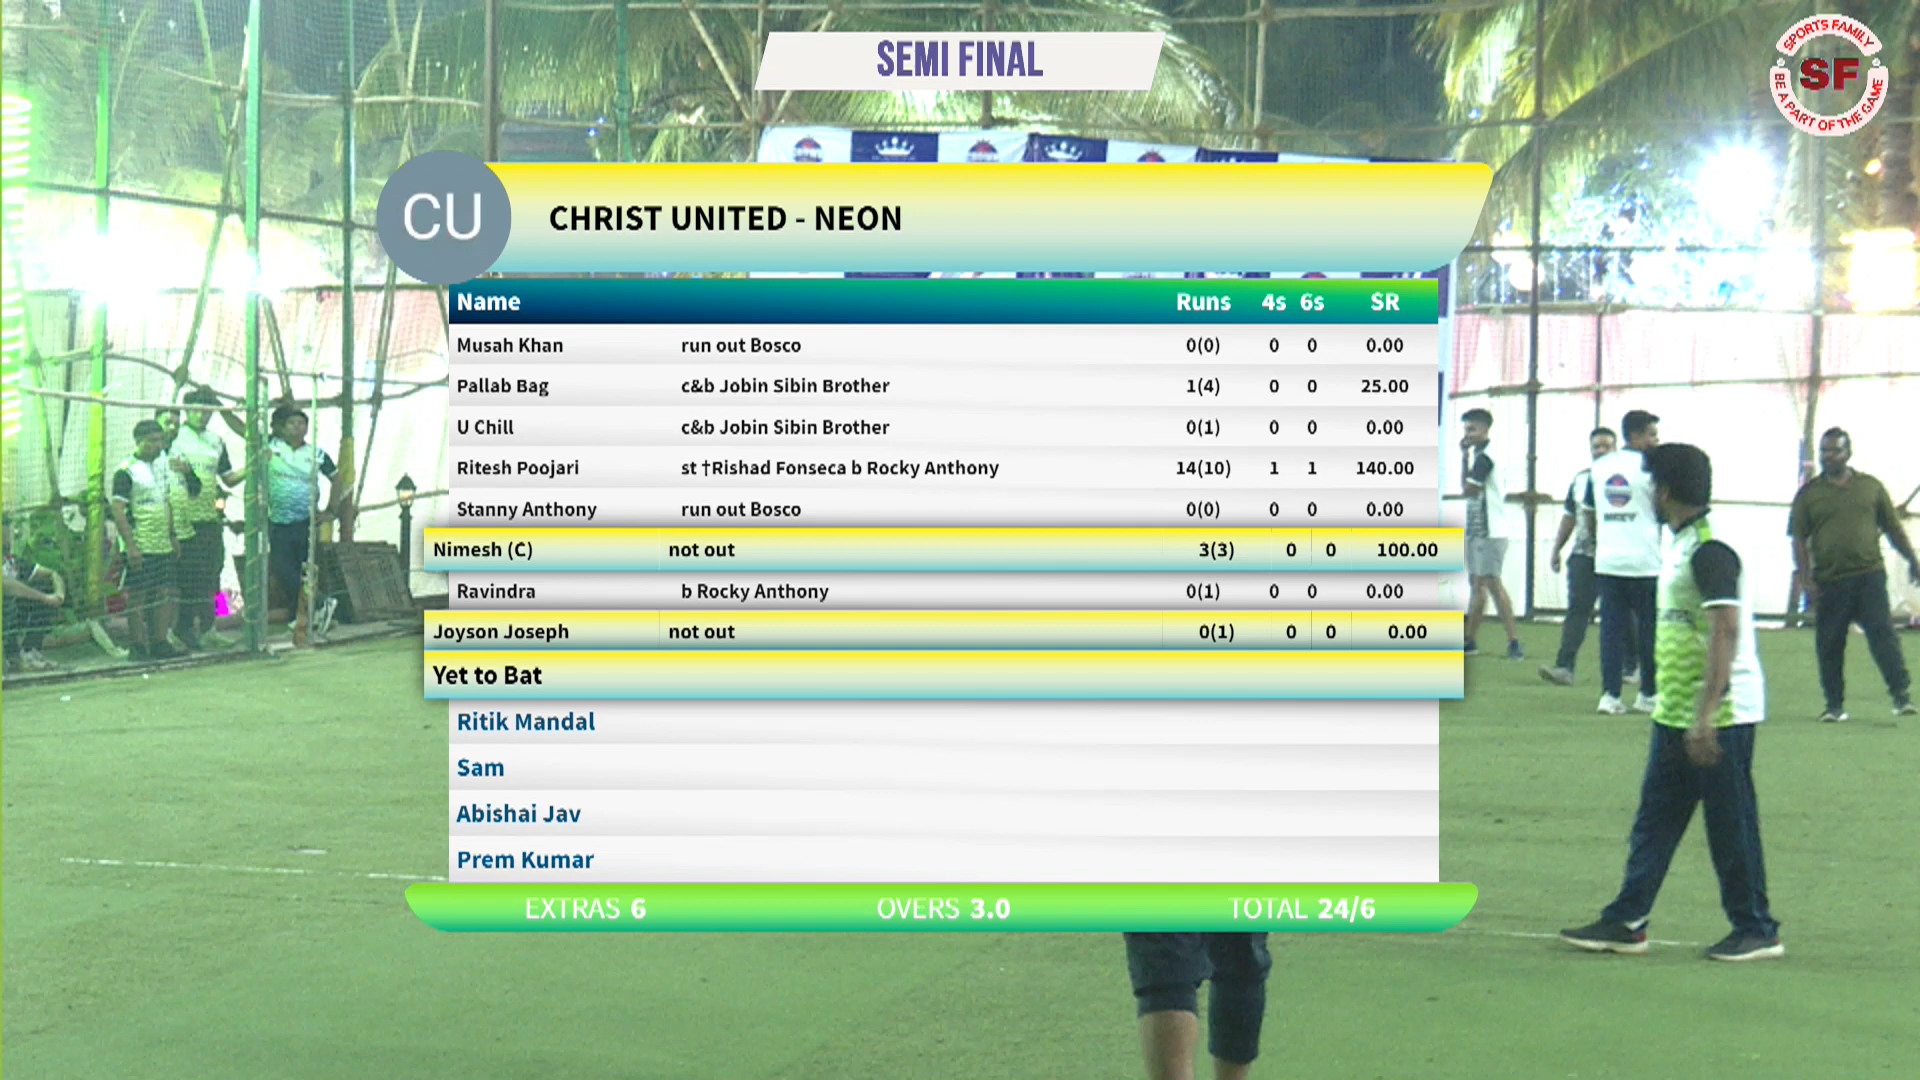 SEMI FINAL
SPORTS FAMILY
SF
BE A PART OF THE GAME
CU
CHRIST UNITED - NEON
Name Runs 4s 6s SR
Musah Khan run out Bosco 0(0) 0 0 0.00
Pallab Bag c&b Jobin Sibin Brother 1(4) 0 0 25.00
U Chill c&b Jobin Sibin Brother 0(1) 0 0 0.00
Ritesh Poojari st †Rishad Fonseca b Rocky Anthony 14(10) 1 1 140.00
Stanny Anthony run out Bosco 0(0) 0 0 0.00
Nimesh (C) not out 3(3) 0 0 100.00
Ravindra b Rocky Anthony 0(1) 0 0 0.00
Joyson Joseph not out 0(1) 0 0 0.00
Yet to Bat
Ritik Mandal
Sam
Abishai Jav
Prem Kumar
EXTRAS 6 OVERS 3.0 TOTAL 24/6